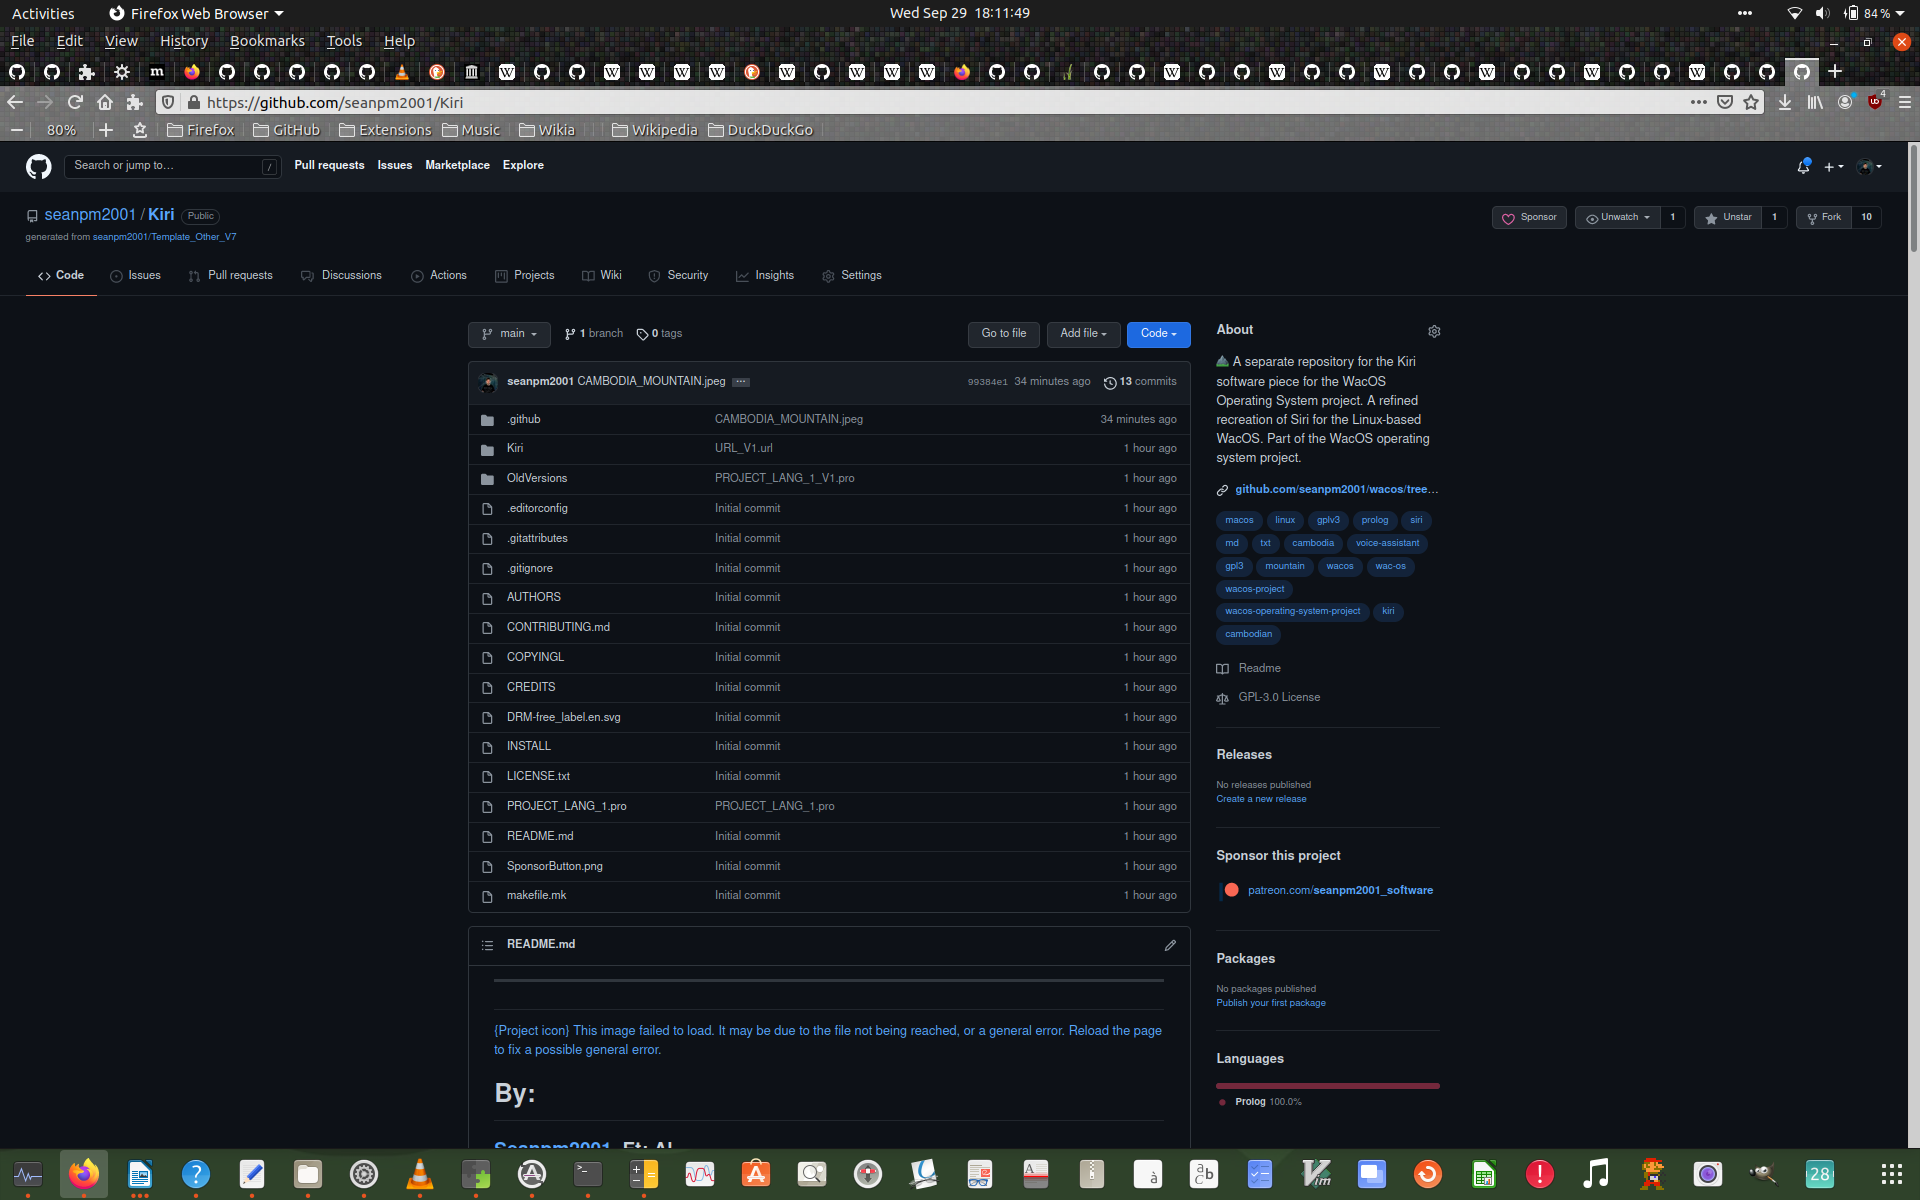 Activities
Firefox Web Browser
Wed Sep 29 18:11:49
84 %
File Edit View History Bookmarks Tools Help
https://github.com/seanpm2001/Kiri
4
80%
Firefox
GitHub
Extensions
Music
Wikia
Wikipedia
DuckDuckGo
Search or jump to…
/
Pull requests
Issues
Marketplace
Explore
seanpm2001 / Kiri
Public
generated from seanpm2001/Template_Other_V7
Sponsor
Unwatch
1
Unstar
1
Fork
10
Code
Issues
Pull requests
Discussions
Actions
Projects
Wiki
Security
Insights
Settings
main
1 branch
0 tags
Go to file
Add file
Code
seanpm2001 CAMBODIA_MOUNTAIN.jpeg
99384e1 34 minutes ago
13 commits
.github CAMBODIA_MOUNTAIN.jpeg 34 minutes ago
Kiri URL_V1.url 1 hour ago
OldVersions PROJECT_LANG_1_V1.pro 1 hour ago
.editorconfig Initial commit 1 hour ago
.gitattributes Initial commit 1 hour ago
.gitignore Initial commit 1 hour ago
AUTHORS Initial commit 1 hour ago
CONTRIBUTING.md Initial commit 1 hour ago
COPYINGL Initial commit 1 hour ago
CREDITS Initial commit 1 hour ago
DRM-free_label.en.svg Initial commit 1 hour ago
INSTALL Initial commit 1 hour ago
LICENSE.txt Initial commit 1 hour ago
PROJECT_LANG_1.pro PROJECT_LANG_1.pro 1 hour ago
README.md Initial commit 1 hour ago
SponsorButton.png Initial commit 1 hour ago
makefile.mk Initial commit 1 hour ago
README.md
{Project icon} This image failed to load. It may be due to the file not being reached, or a general error. Reload the page
to fix a possible general error.
By:
Seanpm2001, Et; Al
About
A separate repository for the Kiri
software piece for the WacOS
Operating System project. A refined
recreation of Siri for the Linux-based
WacOS. Part of the WacOS operating
system project.
github.com/seanpm2001/wacos/tree…
macos linux gplv3 prolog siri
md txt cambodia voice-assistant
gpl3 mountain wacos wac-os
wacos-project
wacos-operating-system-project kiri
cambodian
Readme
GPL-3.0 License
Releases
No releases published
Create a new release
Sponsor this project
patreon.com/seanpm2001_software
Packages
No packages published
Publish your first package
Languages
Prolog 100.0%
28